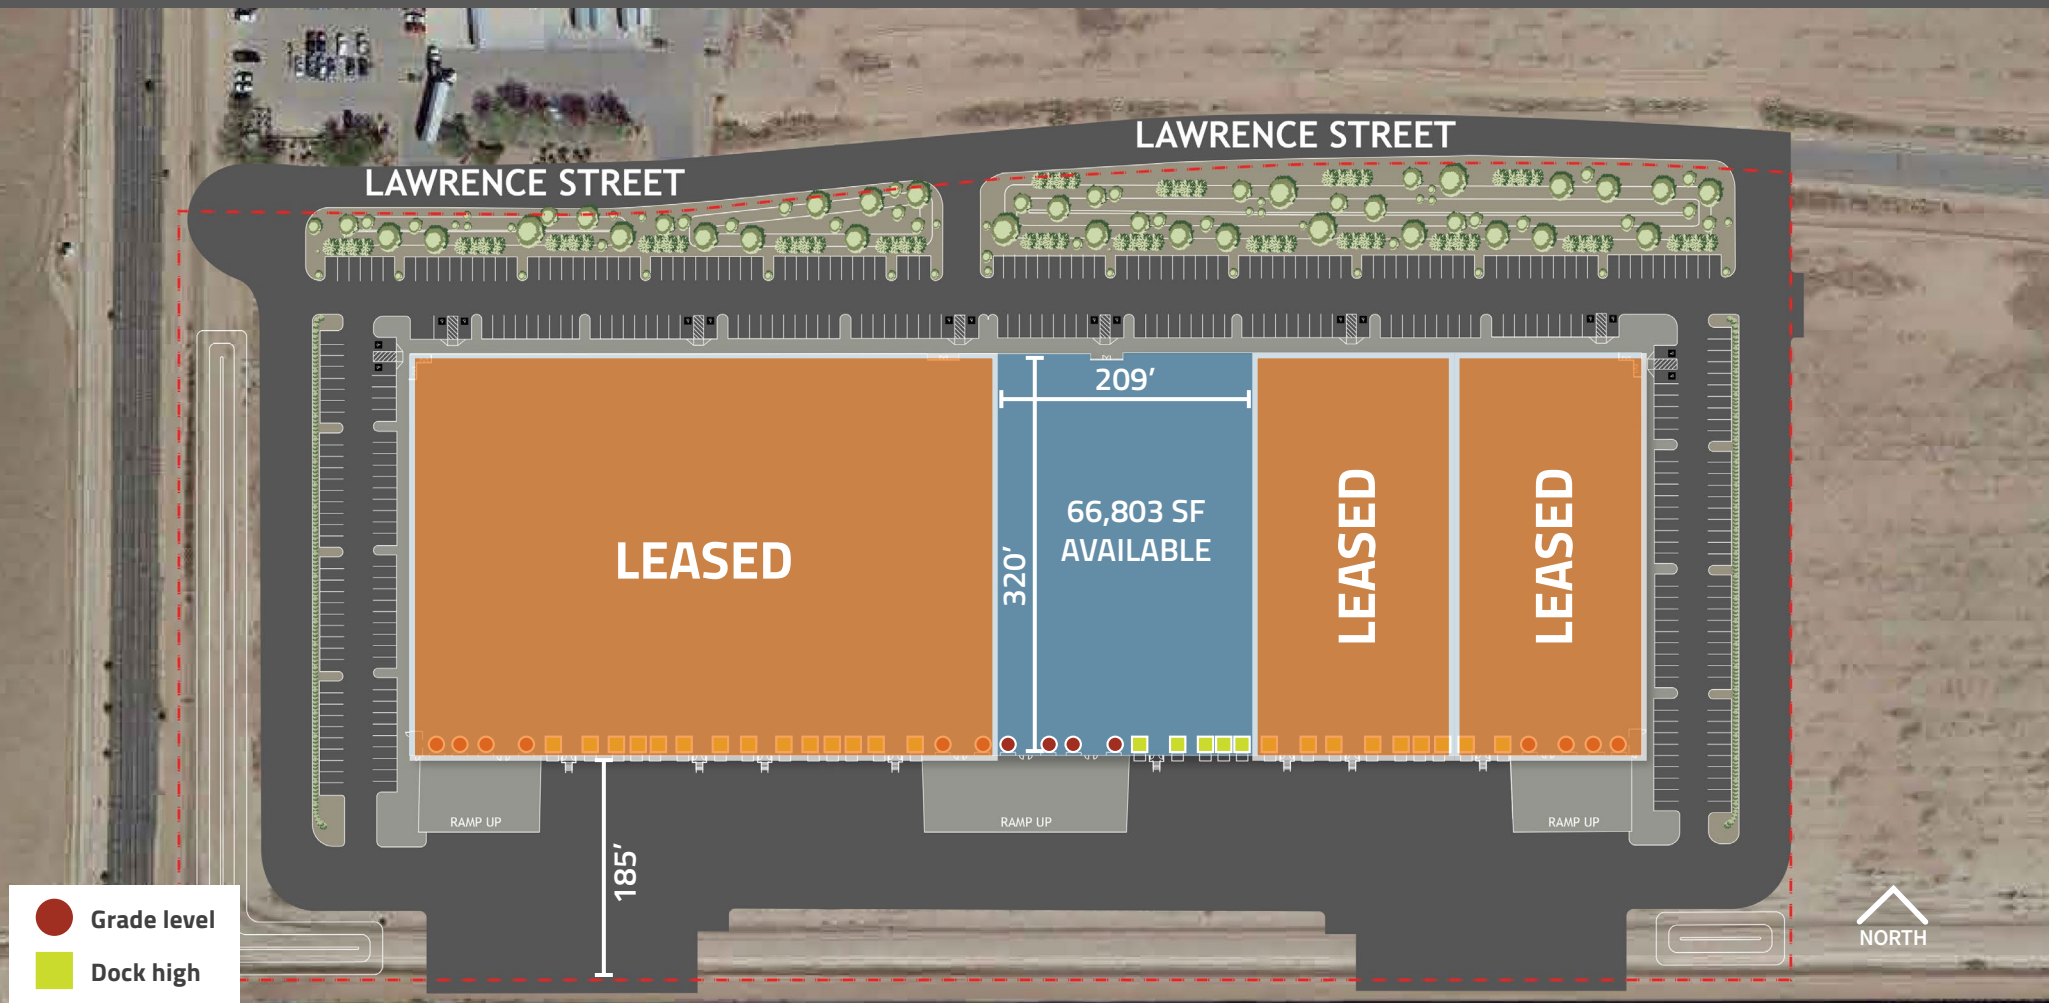 LAWRENCE STREET
LAWRENCE STREET
209’
66,803 SF
AVAILABLE
320’
LEASED
LEASED
LEASED
RAMP UP
RAMP UP
RAMP UP
185’
Grade level
Dock high
NORTH